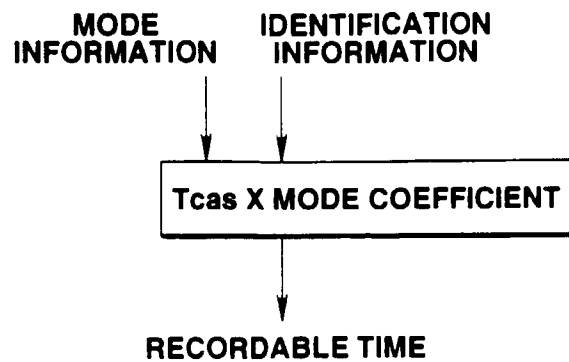 MODE INFORMATION
IDENTIFICATION INFORMATION
Tcas X MODE COEFFICIENT
RECORDABLE TIME